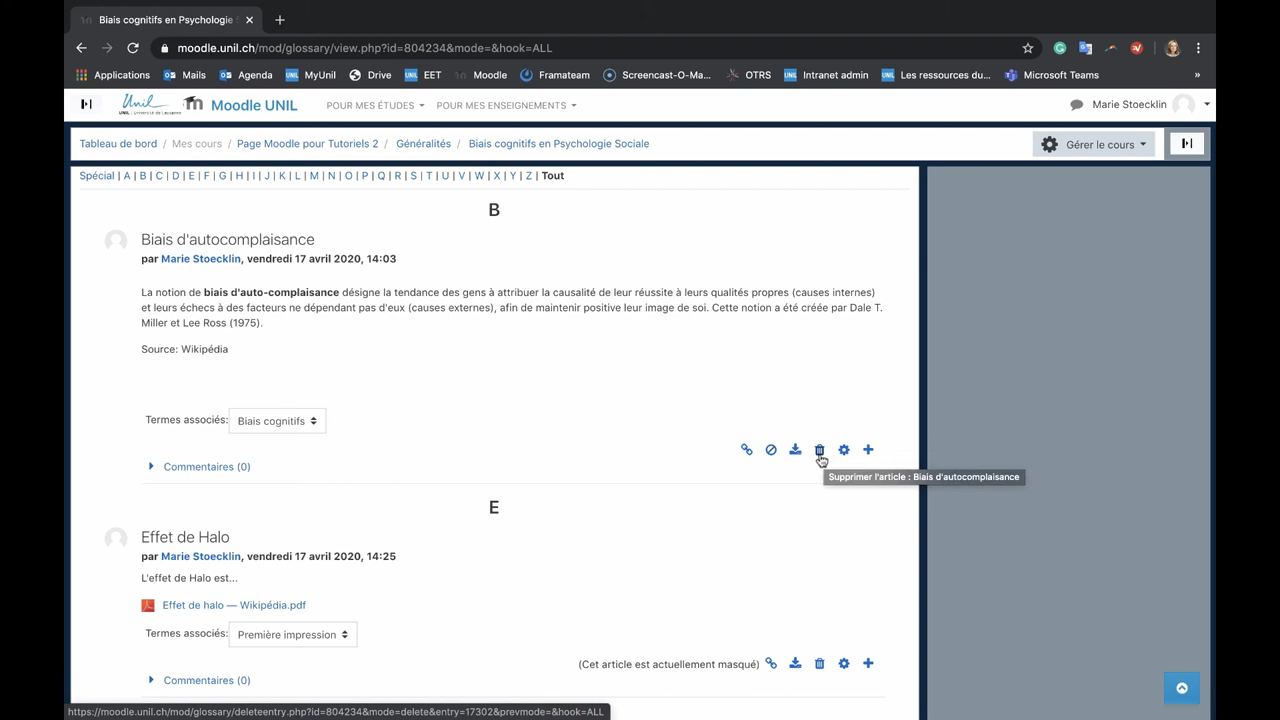 Biais cognitifs en Psychologie S
moodle.unil.ch/mod/glossary/view.php?id=804234&mode=&hook=ALL
Applications Mails Agenda MyUnil Drive EET Moodle Framateam Screencast-O-Ma... OTRS Intranet admin Les ressources du... Microsoft Teams »
Unil
UNIL | Université de Lausanne
Moodle UNIL POUR MES ÉTUDES POUR MES ENSEIGNEMENTS Marie Stoecklin
Tableau de bord / Mes cours / Page Moodle pour Tutoriels 2 / Généralités / Biais cognitifs en Psychologie Sociale Gérer le cours
Spécial | A | B | C | D | E | F | G | H | I | J | K | L | M | N | O | P | Q | R | S | T | U | V | W | X | Y | Z | Tout
B
Biais d'autocomplaisance
par Marie Stoecklin, vendredi 17 avril 2020, 14:03
La notion de biais d'auto-complaisance désigne la tendance des gens à attribuer la causalité de leur réussite à leurs qualités propres (causes internes)
et leurs échecs à des facteurs ne dépendant pas d'eux (causes externes), afin de maintenir positive leur image de soi. Cette notion a été créée par Dale T.
Miller et Lee Ross (1975).
Source: Wikipédia
Termes associés: Biais cognitifs
Commentaires (0)
Supprimer l'article : Biais d'autocomplaisance
E
Effet de Halo
par Marie Stoecklin, vendredi 17 avril 2020, 14:25
L'effet de Halo est...
Effet de halo — Wikipédia.pdf
Termes associés: Première impression
(Cet article est actuellement masqué)
Commentaires (0)
https://moodle.unil.ch/mod/glossary/deleteentry.php?id=804234&mode=delete&entry=17302&prevmode=&hook=ALL